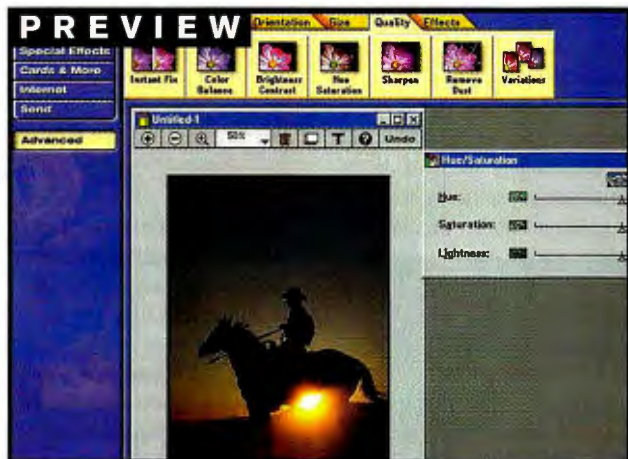 PREVIEW
Orientation Size Quality Effects
Special Effects
Cards & More
Internet
Send
Advanced
Instant Fix
Color Balance
Brightness Contrast
Hue Saturation
Sharpen
Remove Dust
Variations
Untitled-1
50% T ? Undo
Hue/Saturation
Hue:
Saturation:
Lightness: